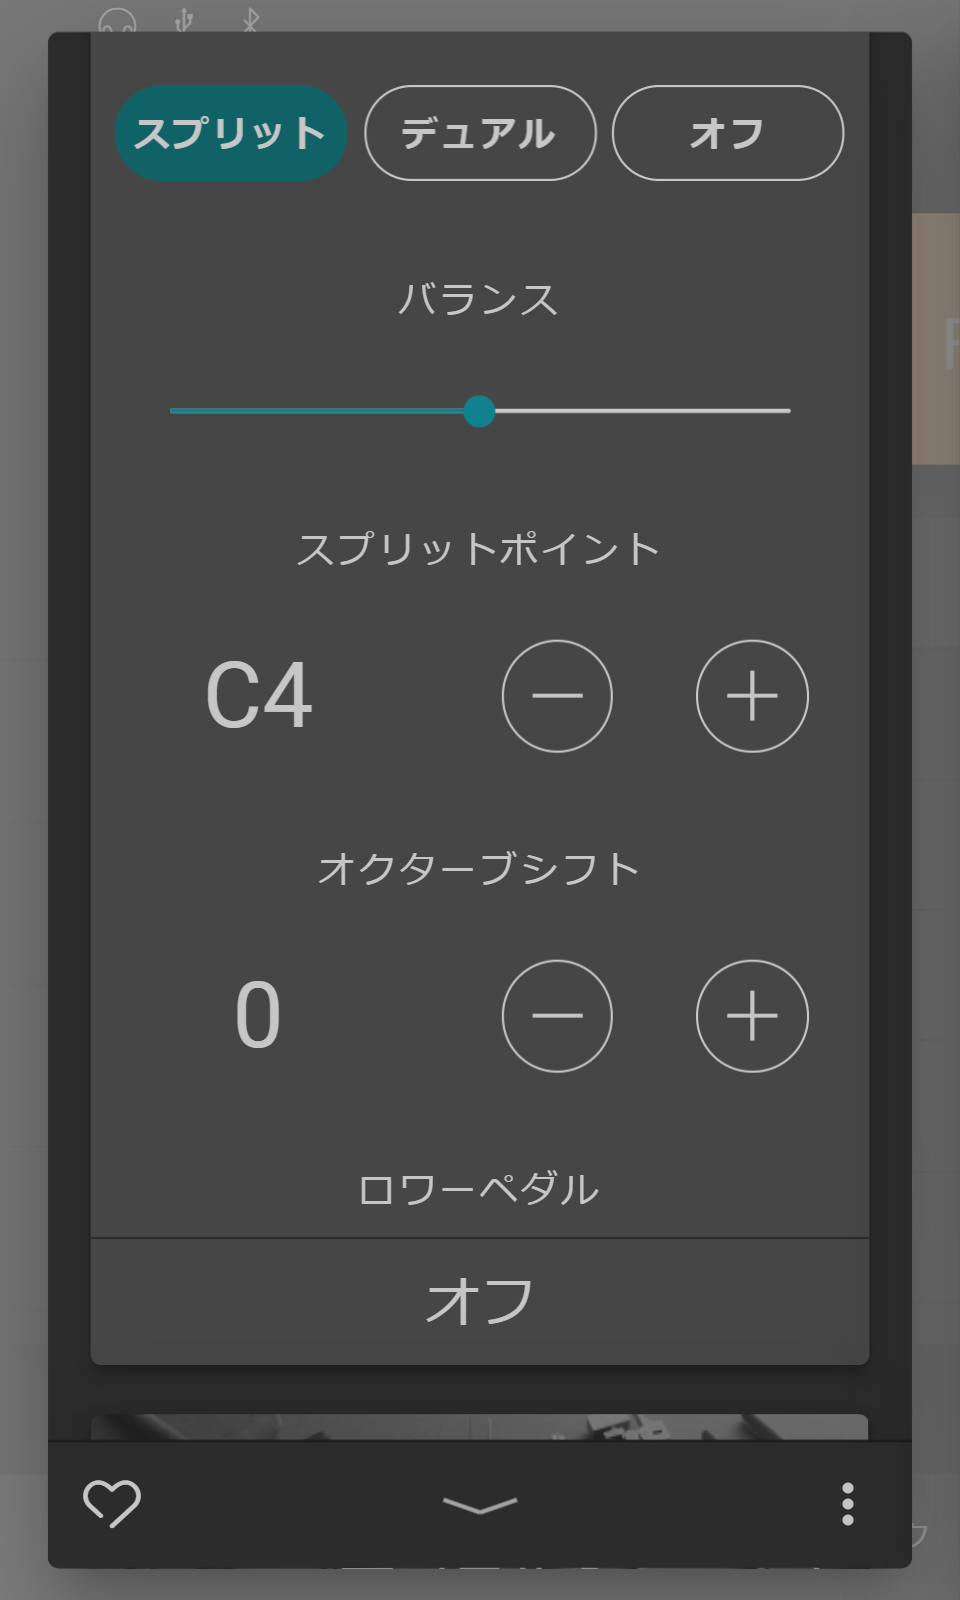 スプリット デュアル オフ
バランス
スプリットポイント
C4
オクターブシフト
0
ロワーペダル
オフ